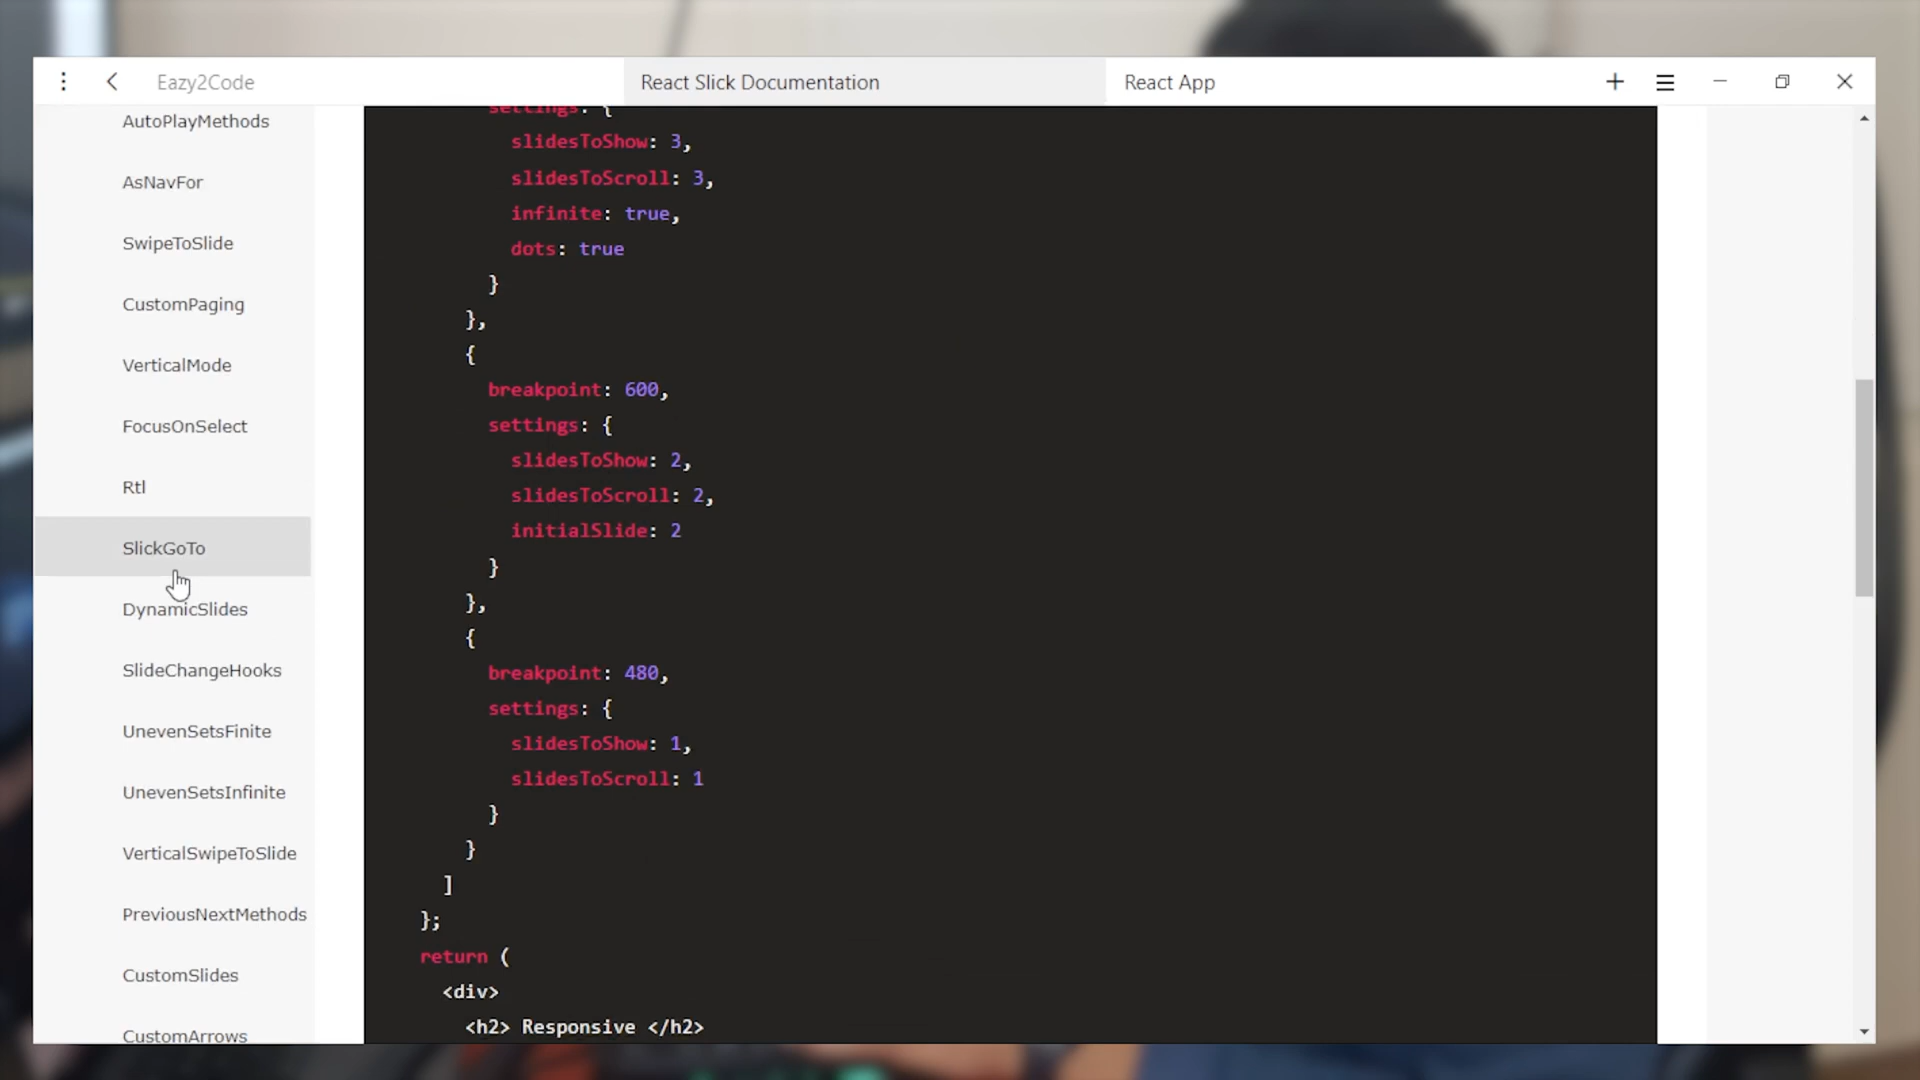 Eazy2Code
React Slick Documentation
React App
AutoPlayMethods
AsNavFor
SwipeToSlide
CustomPaging
VerticalMode
FocusOnSelect
Rtl
SlickGoTo
DynamicSlides
SlideChangeHooks
UnevenSetsFinite
UnevenSetsInfinite
VerticalSwipeToSlide
PreviousNextMethods
CustomSlides
CustomArrows
settings: {
slidesToShow: 3,
slidesToScroll: 3,
infinite: true,
dots: true
}
},
{
breakpoint: 600,
settings: {
slidesToShow: 2,
slidesToScroll: 2,
initialSlide: 2
}
},
{
breakpoint: 480,
settings: {
slidesToShow: 1,
slidesToScroll: 1
}
}
]
};
return (
<div>
<h2> Responsive </h2>